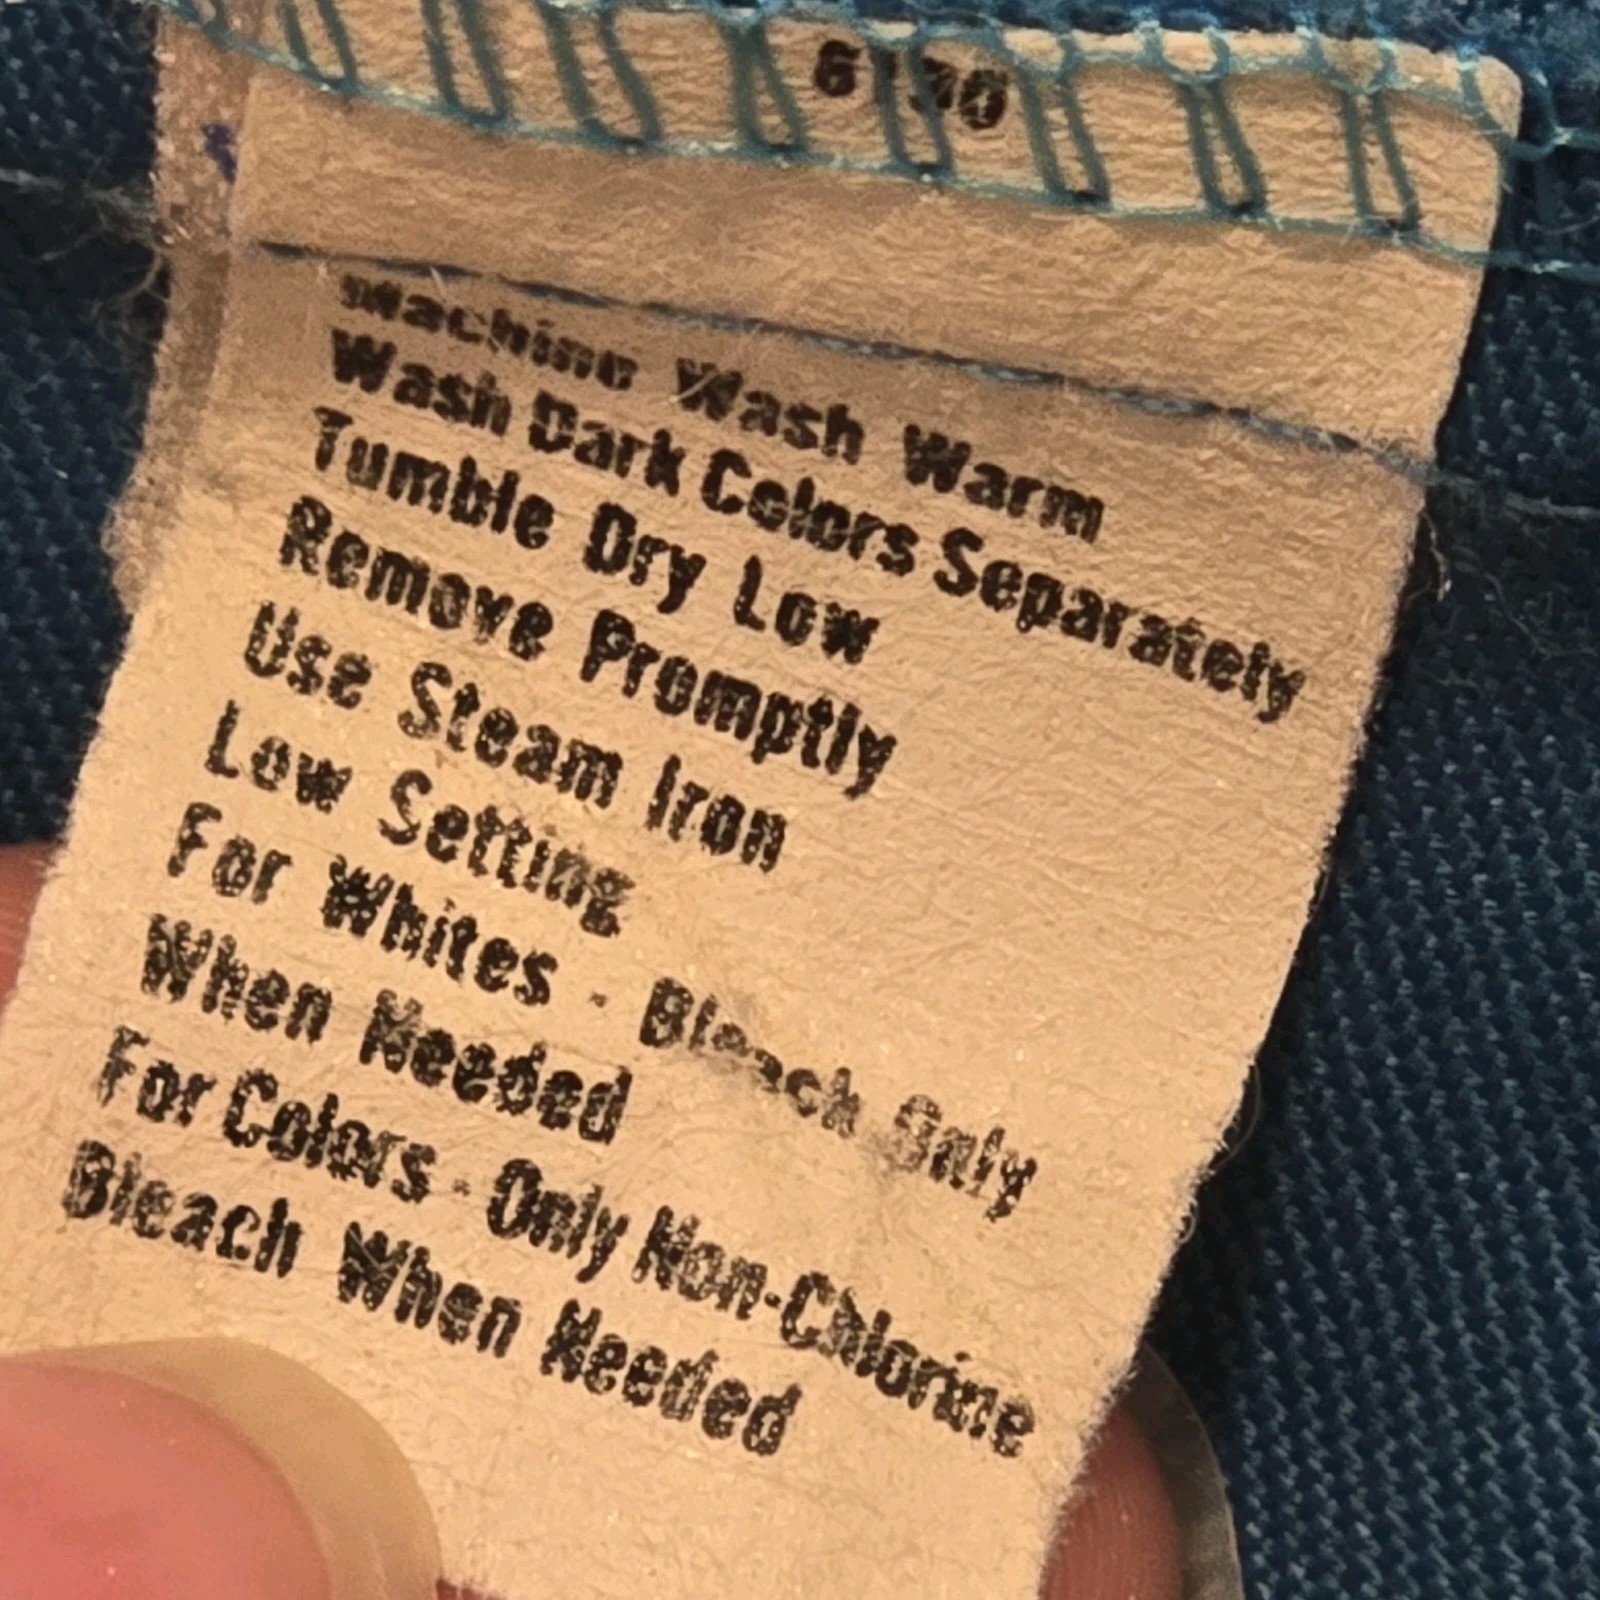 Machine Wash Warm
Wash Dark Colors Separately
Tumble Dry Low
Remove Promptly
Use Steam Iron
Low Setting
For Whites - Bleach Only
When Needed
For Colors - Only Non-Chlorine
Bleach When Needed